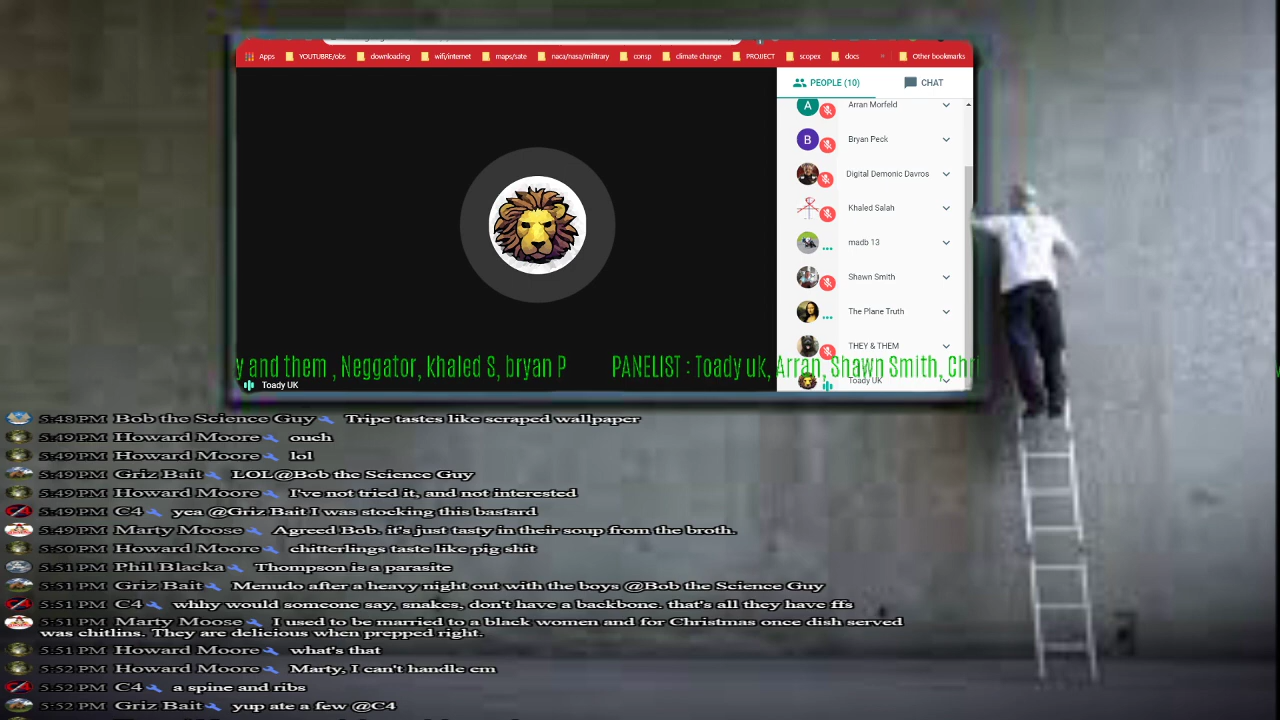 Apps YOUTUBRE/obs downloading wifi/internet maps/sate naca/nasa/militrary consp climate change PROJECT scopex docs » Other bookmarks
PEOPLE (10) CHAT
A Arran Morfeld
B Bryan Peck
Digital Demonic Davros
Khaled Salah
madb 13
Shawn Smith
The Plane Truth
THEY & THEM
y and them , Neggator, khaled S, bryan P PANELIST : Toady uk, Arran, Shawn Smith, Chri
Toady UK
Toady UK
5:48 PM Bob the Science Guy Tripe tastes like scraped wallpaper
5:49 PM Howard Moore ouch
5:49 PM Howard Moore lol
5:49 PM Griz Bait LOL@Bob the Science Guy
5:49 PM Howard Moore I've not tried it, and not interested
5:49 PM C4 yea @Griz Bait I was stocking this bastard
5:49 PM Marty Moose Agreed Bob. it's just tasty in their soup from the broth.
5:50 PM Howard Moore chitterlings taste like pig shit
5:51 PM Phil Blacka Thompson is a parasite
5:51 PM Griz Bait Menudo after a heavy night out with the boys @Bob the Science Guy
5:51 PM C4 whhy would someone say, snakes, don't have a backbone. that's all they have ffs
5:51 PM Marty Moose I used to be married to a black women and for Christmas once dish served
was chitlins. They are delicious when prepped right.
5:51 PM Howard Moore what's that
5:52 PM Howard Moore Marty, I can't handle em
5:52 PM C4 a spine and ribs
5:52 PM Griz Bait yup ate a few @C4